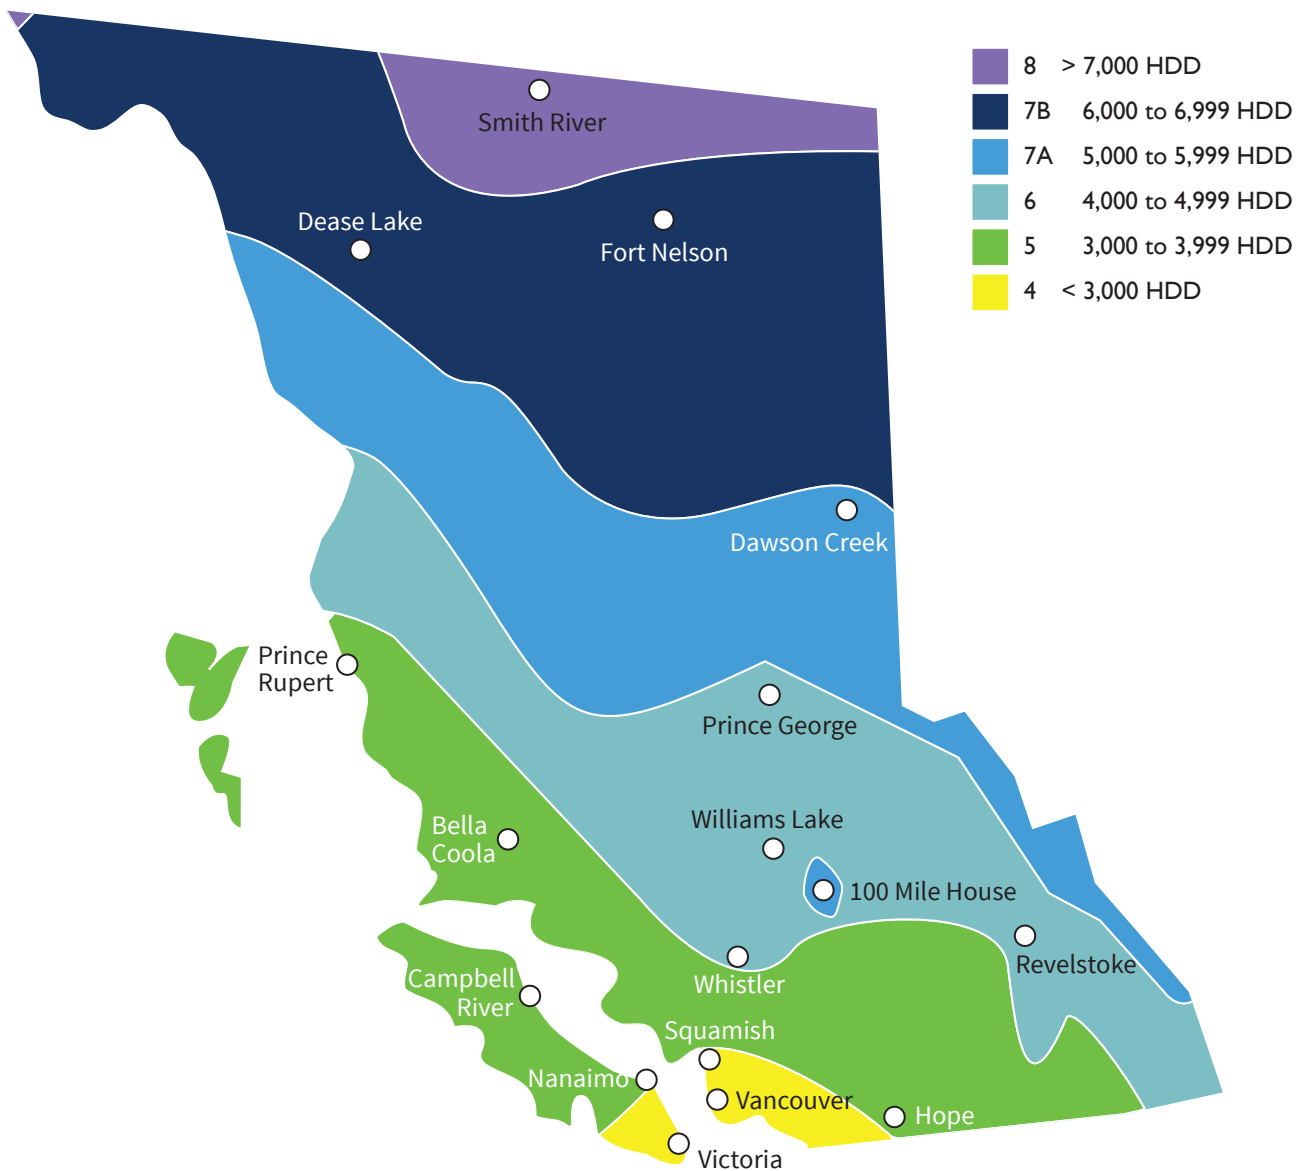 8 > 7,000 HDD
7B 6,000 to 6,999 HDD
7A 5,000 to 5,999 HDD
6 4,000 to 4,999 HDD
5 3,000 to 3,999 HDD
4 < 3,000 HDD
Smith River
Dease Lake
Fort Nelson
Dawson Creek
Prince
Rupert
Prince George
Williams Lake
Bella
Coola
100 Mile House
Revelstoke
Whistler
Campbell
River
Squamish
Nanaimo
Vancouver
Hope
Victoria